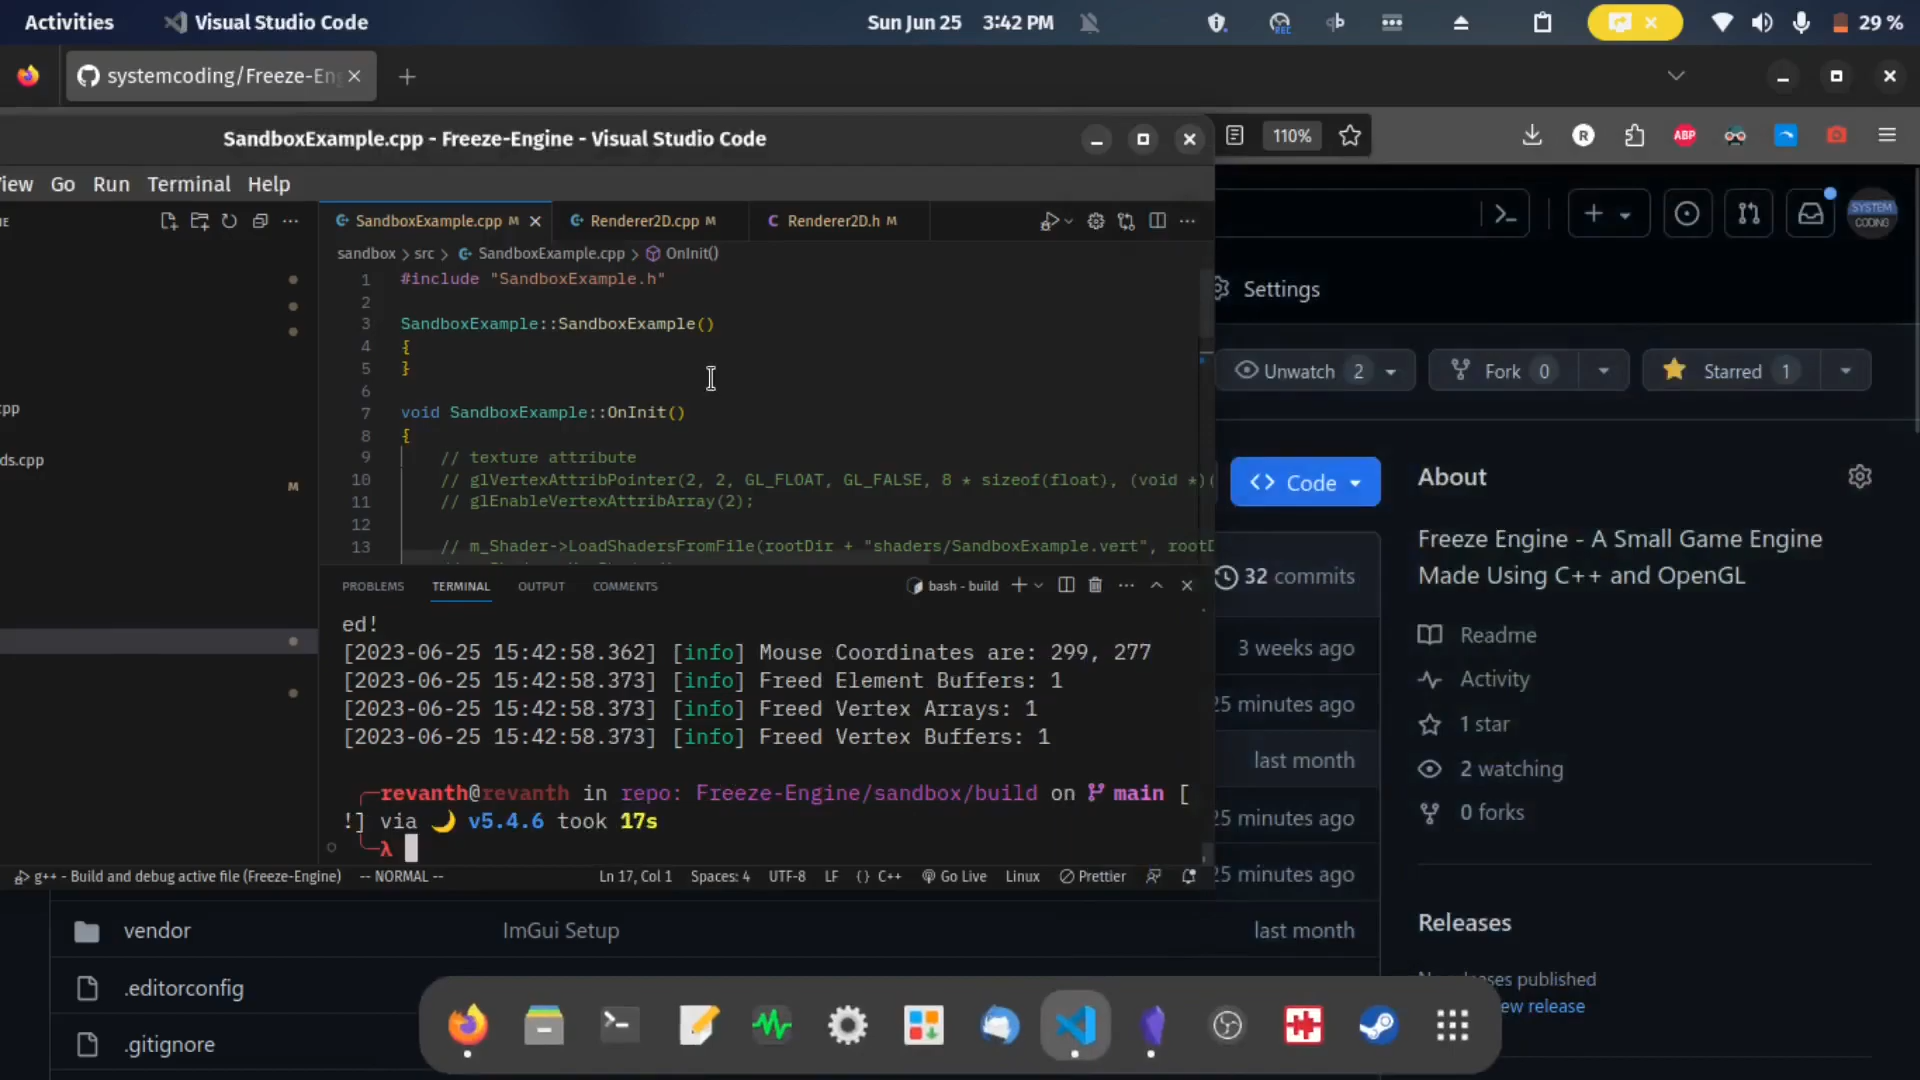 Activities
Visual Studio Code
Sun Jun 25 3:42 PM
REC
29 %
systemcoding/Freeze-En
SandboxExample.cpp - Freeze-Engine - Visual Studio Code
110%
ABP
iew Go Run Terminal Help
SandboxExample.cpp M
Renderer2D.cpp M
Renderer2D.h M
SYSTEM
CODING
sandbox > src > SandboxExample.cpp > OnInit()
1 #include "SandboxExample.h"
2
3 SandboxExample::SandboxExample()
4 {
5 }
6
7 void SandboxExample::OnInit()
8 {
9 // texture attribute
10 // glVertexAttribPointer(2, 2, GL_FLOAT, GL_FALSE, 8 * sizeof(float), (void *)(
11 // glEnableVertexAttribArray(2);
12
13 // m_Shader->LoadShadersFromFile(rootDir + "shaders/SandboxExample.vert", rootD
cpp
ds.cpp
M
PROBLEMS TERMINAL OUTPUT COMMENTS
bash - build
ed!
[2023-06-25 15:42:58.362] [info] Mouse Coordinates are: 299, 277
[2023-06-25 15:42:58.373] [info] Freed Element Buffers: 1
[2023-06-25 15:42:58.373] [info] Freed Vertex Arrays: 1
[2023-06-25 15:42:58.373] [info] Freed Vertex Buffers: 1
revanth@revanth in repo: Freeze-Engine/sandbox/build on main [
!] via v5.4.6 took 17s
λ
g++ - Build and debug active file (Freeze-Engine) -- NORMAL -- Ln 17, Col 1 Spaces: 4 UTF-8 LF {} C++ Go Live Linux Prettier
Settings
Unwatch 2
Fork 0
Starred 1
Code
32 commits
3 weeks ago
25 minutes ago
last month
25 minutes ago
25 minutes ago
vendor ImGui Setup last month
.editorconfig
.gitignore
About
Freeze Engine - A Small Game Engine
Made Using C++ and OpenGL
Readme
Activity
1 star
2 watching
0 forks
Releases
published
ew release